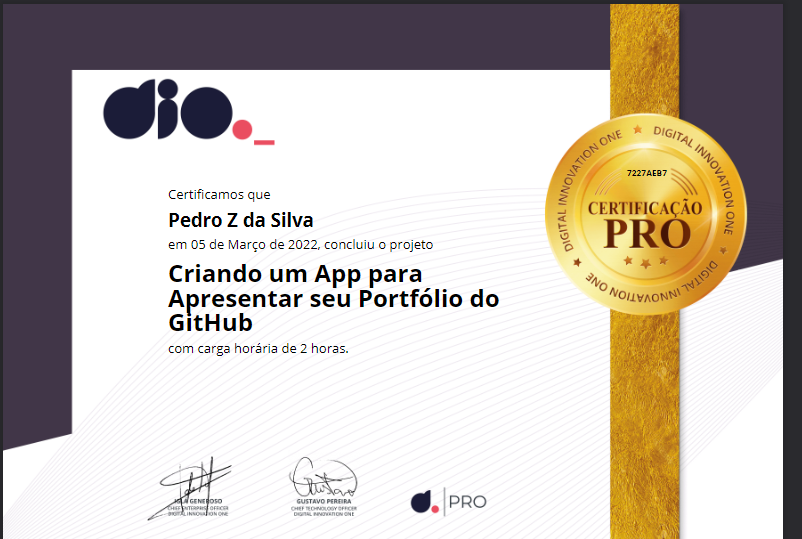 dio._
7227AEB7
DIGITAL INNOVATION ONE
DIGITAL INNOVATION ONE
DIGITAL INNOVATION ONE
CERTIFICAÇÃO
PRO
Certificamos que
Pedro Z da Silva
em 05 de Março de 2022, concluiu o projeto
Criando um App para
Apresentar seu Portfólio do
GitHub
com carga horária de 2 horas.
GENEROSO
CHIEF ENTERPRISE OFFICER
DIGITAL INNOVATION ONE
GUSTAVO PEREIRA
CHIEF TECHNOLOGY OFFICER
DIGITAL INNOVATION ONE
d. PRO